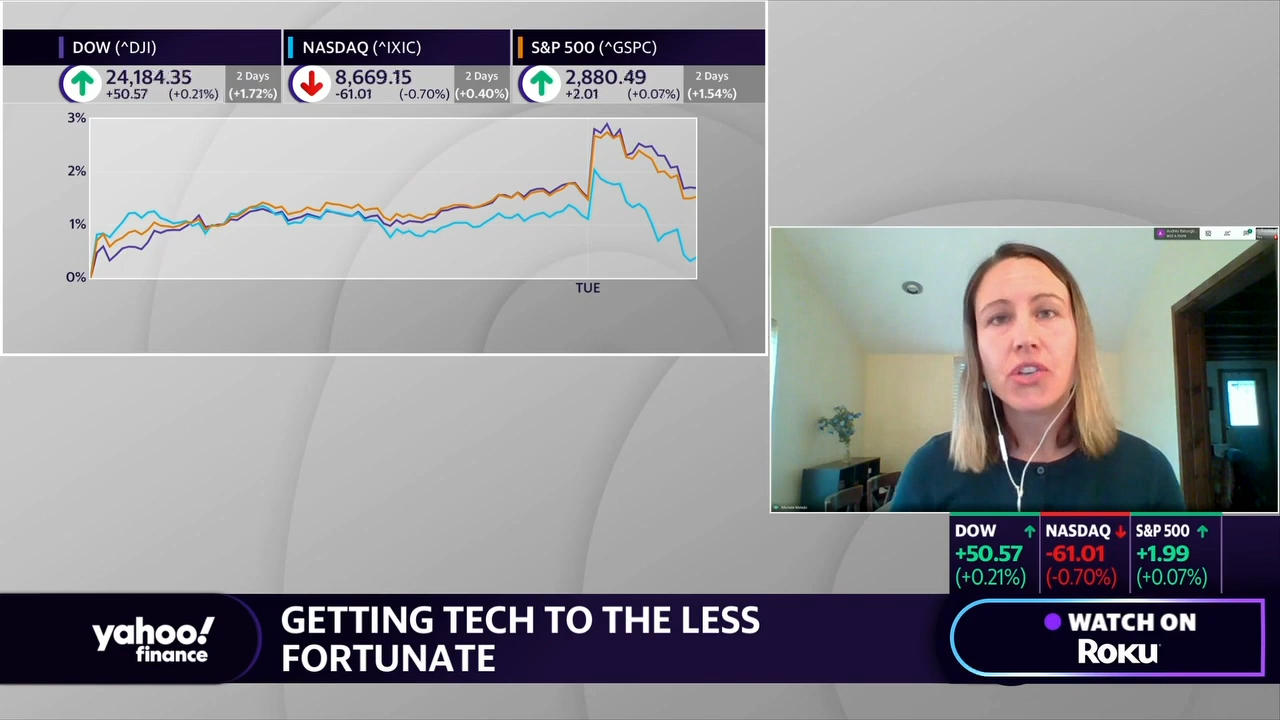 DOW (^DJI)
24,184.35
+50.57 (+0.21%)
2 Days
(+1.72%)
NASDAQ (^IXIC)
8,669.15
-61.01 (-0.70%)
2 Days
(+0.40%)
S&P 500 (^GSPC)
2,880.49
+2.01 (+0.07%)
2 Days
(+1.54%)
3%
2%
1%
0%
TUE
DOW
+50.57
(+0.21%)
NASDAQ
-61.01
(-0.70%)
S&P 500
+1.99
(+0.07%)
yahoo!
finance
GETTING TECH TO THE LESS
FORTUNATE
WATCH ON
ROKU